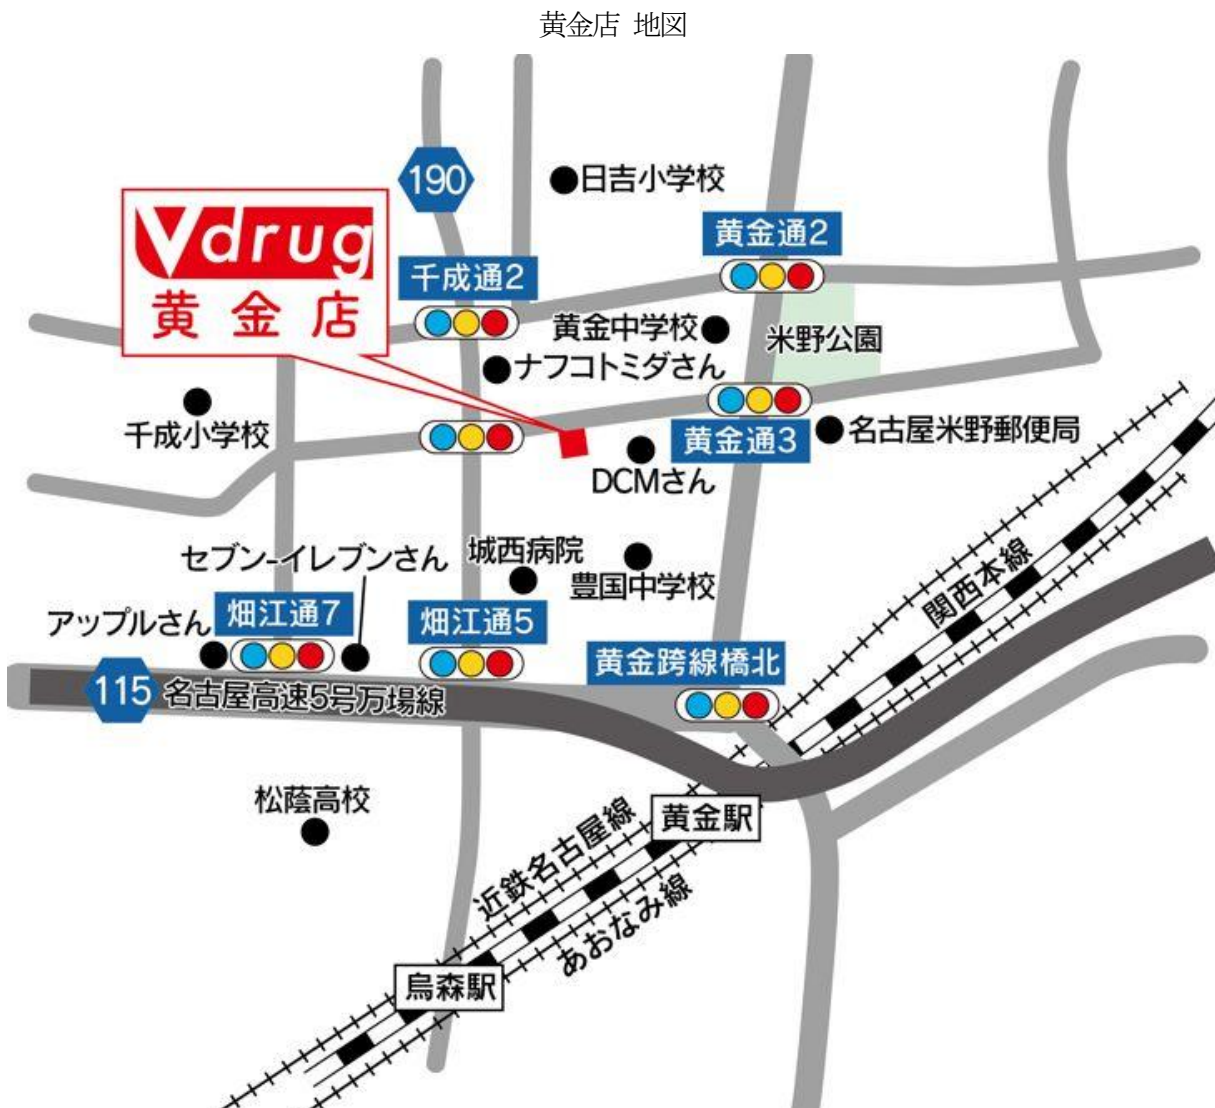 黄金店 地図
190
日吉小学校
Vdrug
黄金店
黄金通2
千成通2
黄金中学校
米野公園
ナフコトミダさん
千成小学校
黄金通3
名古屋米野郵便局
DCMさん
セブン-イレブンさん
城西病院
豊国中学校
関西本線
アップルさん
畑江通7
畑江通5
黄金跨線橋北
115
名古屋高速5号万場線
松蔭高校
黄金駅
近鉄名古屋線
あおなみ線
烏森駅